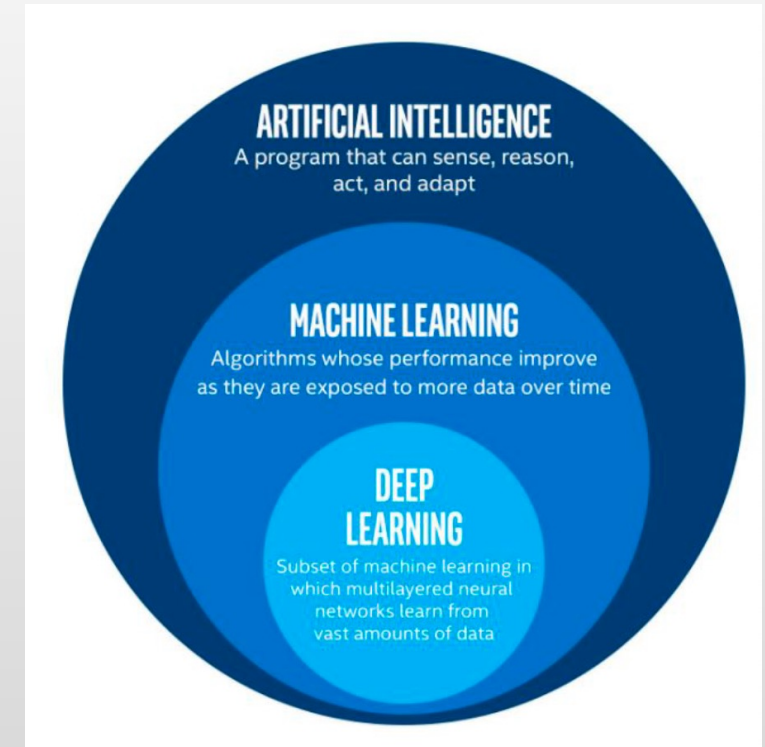 ARTIFICIAL INTELLIGENCE
A program that can sense, reason,
act, and adapt
MACHINE LEARNING
Algorithms whose performance improve
as they are exposed to more data over time
DEEP
LEARNING
Subset of machine learning in
which multilayered neural
networks learn from
vast amounts of data